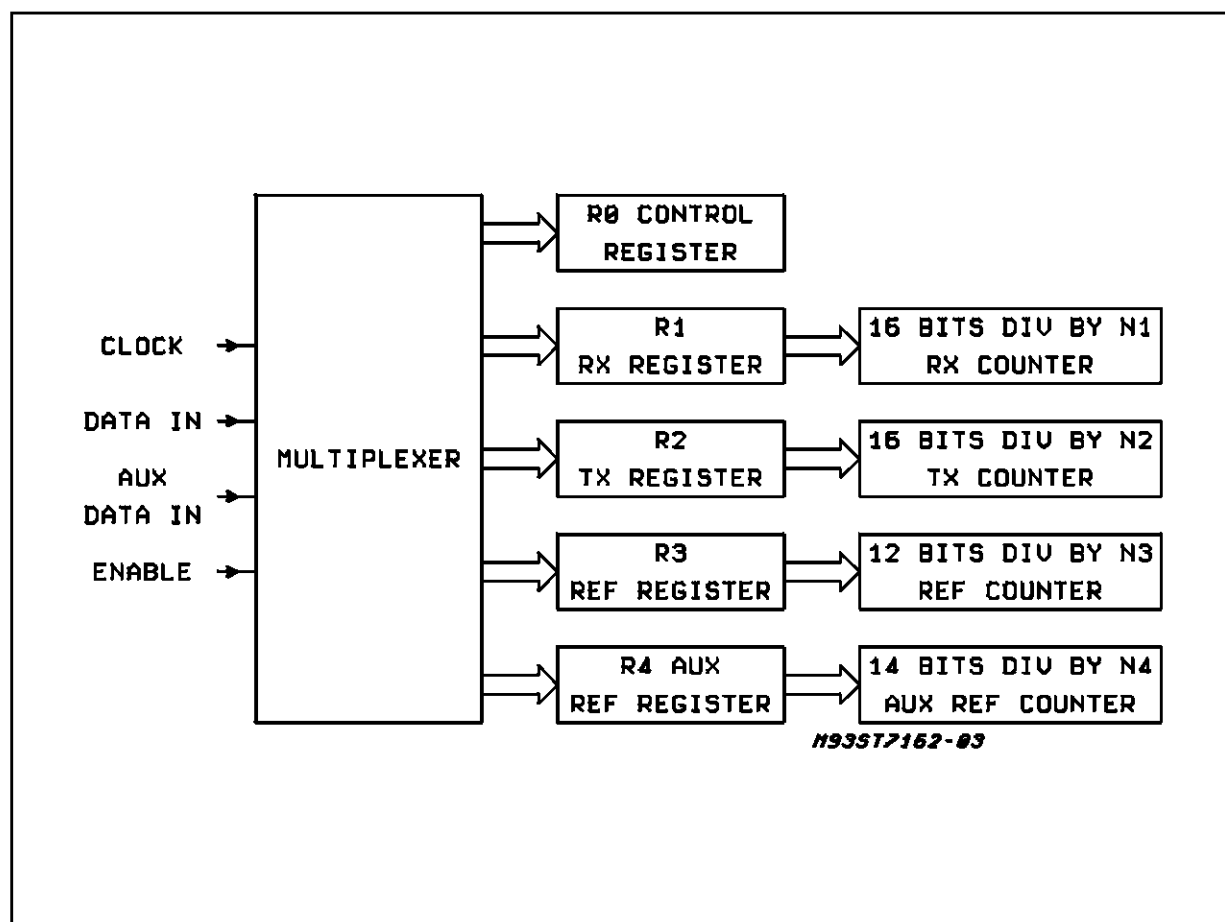 R0 CONTROL
REGISTER
CLOCK
DATA IN
AUX
DATA IN
ENABLE
MULTIPLEXER
R1
RX REGISTER
16 BITS DIV BY N1
RX COUNTER
R2
TX REGISTER
16 BITS DIV BY N2
TX COUNTER
R3
REF REGISTER
12 BITS DIV BY N3
REF COUNTER
R4 AUX
REF REGISTER
14 BITS DIV BY N4
AUX REF COUNTER
M93ST7162-03